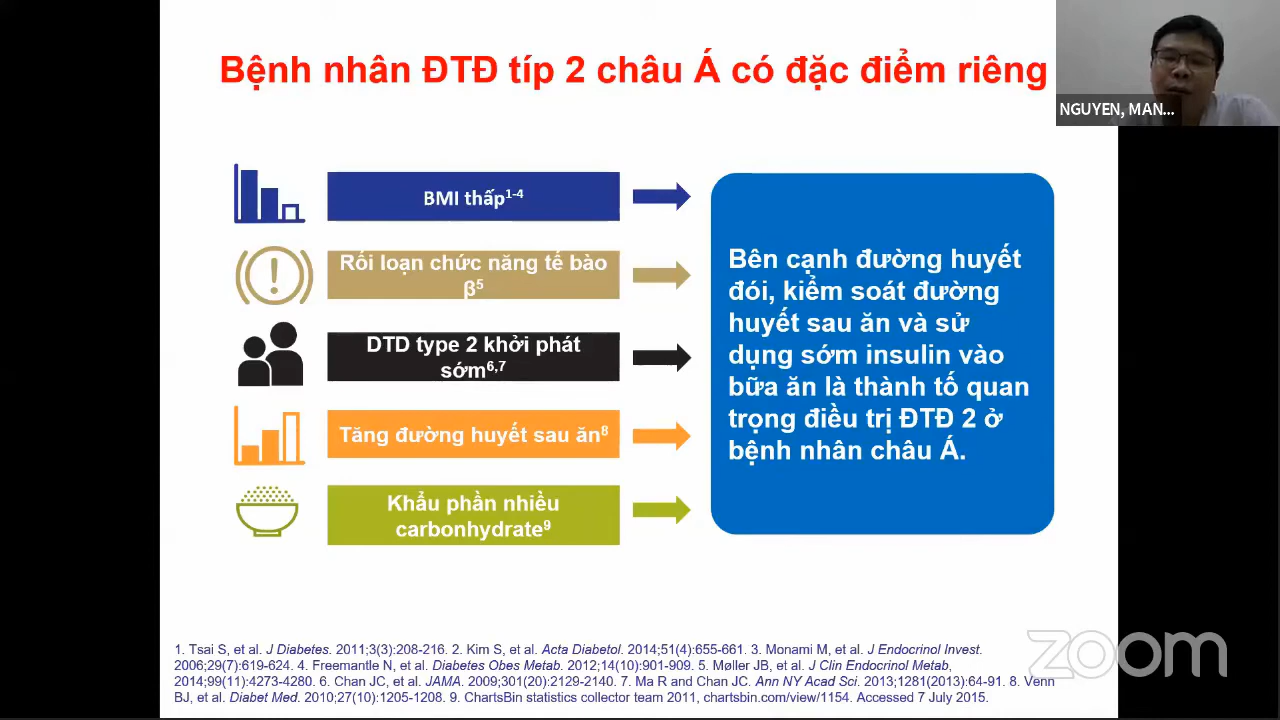 Bệnh nhân ĐTĐ típ 2 châu Á có đặc điểm riêng
NGUYEN, MAN...
BMI thấp1-4
Rối loạn chức năng tế bào
β5
DTD type 2 khởi phát
sớm6,7
Tăng đường huyết sau ăn8
Khẩu phần nhiều
carbonhydrate9
Bên cạnh đường huyết
đói, kiểm soát đường
huyết sau ăn và sử
dụng sớm insulin vào
bữa ăn là thành tố quan
trọng điều trị ĐTĐ 2 ở
bệnh nhân châu Á.
1. Tsai S, et al. J Diabetes. 2011;3(3):208-216. 2. Kim S, et al. Acta Diabetol. 2014;51(4):655-661. 3. Monami M, et al. J Endocrinol Invest.
2006;29(7):619-624. 4. Freemantle N, et al. Diabetes Obes Metab. 2012;14(10):901-909. 5. Møller JB, et al. J Clin Endocrinol Metab,
2014;99(11):4273-4280. 6. Chan JC, et al. JAMA. 2009;301(20):2129-2140. 7. Ma R and Chan JC. Ann NY Acad Sci. 2013;1281(2013):64-91. 8. Venn
BJ, et al. Diabet Med. 2010;27(10):1205-1208. 9. ChartsBin statistics collector team 2011, chartsbin.com/view/1154. Accessed 7 July 2015.
zoom